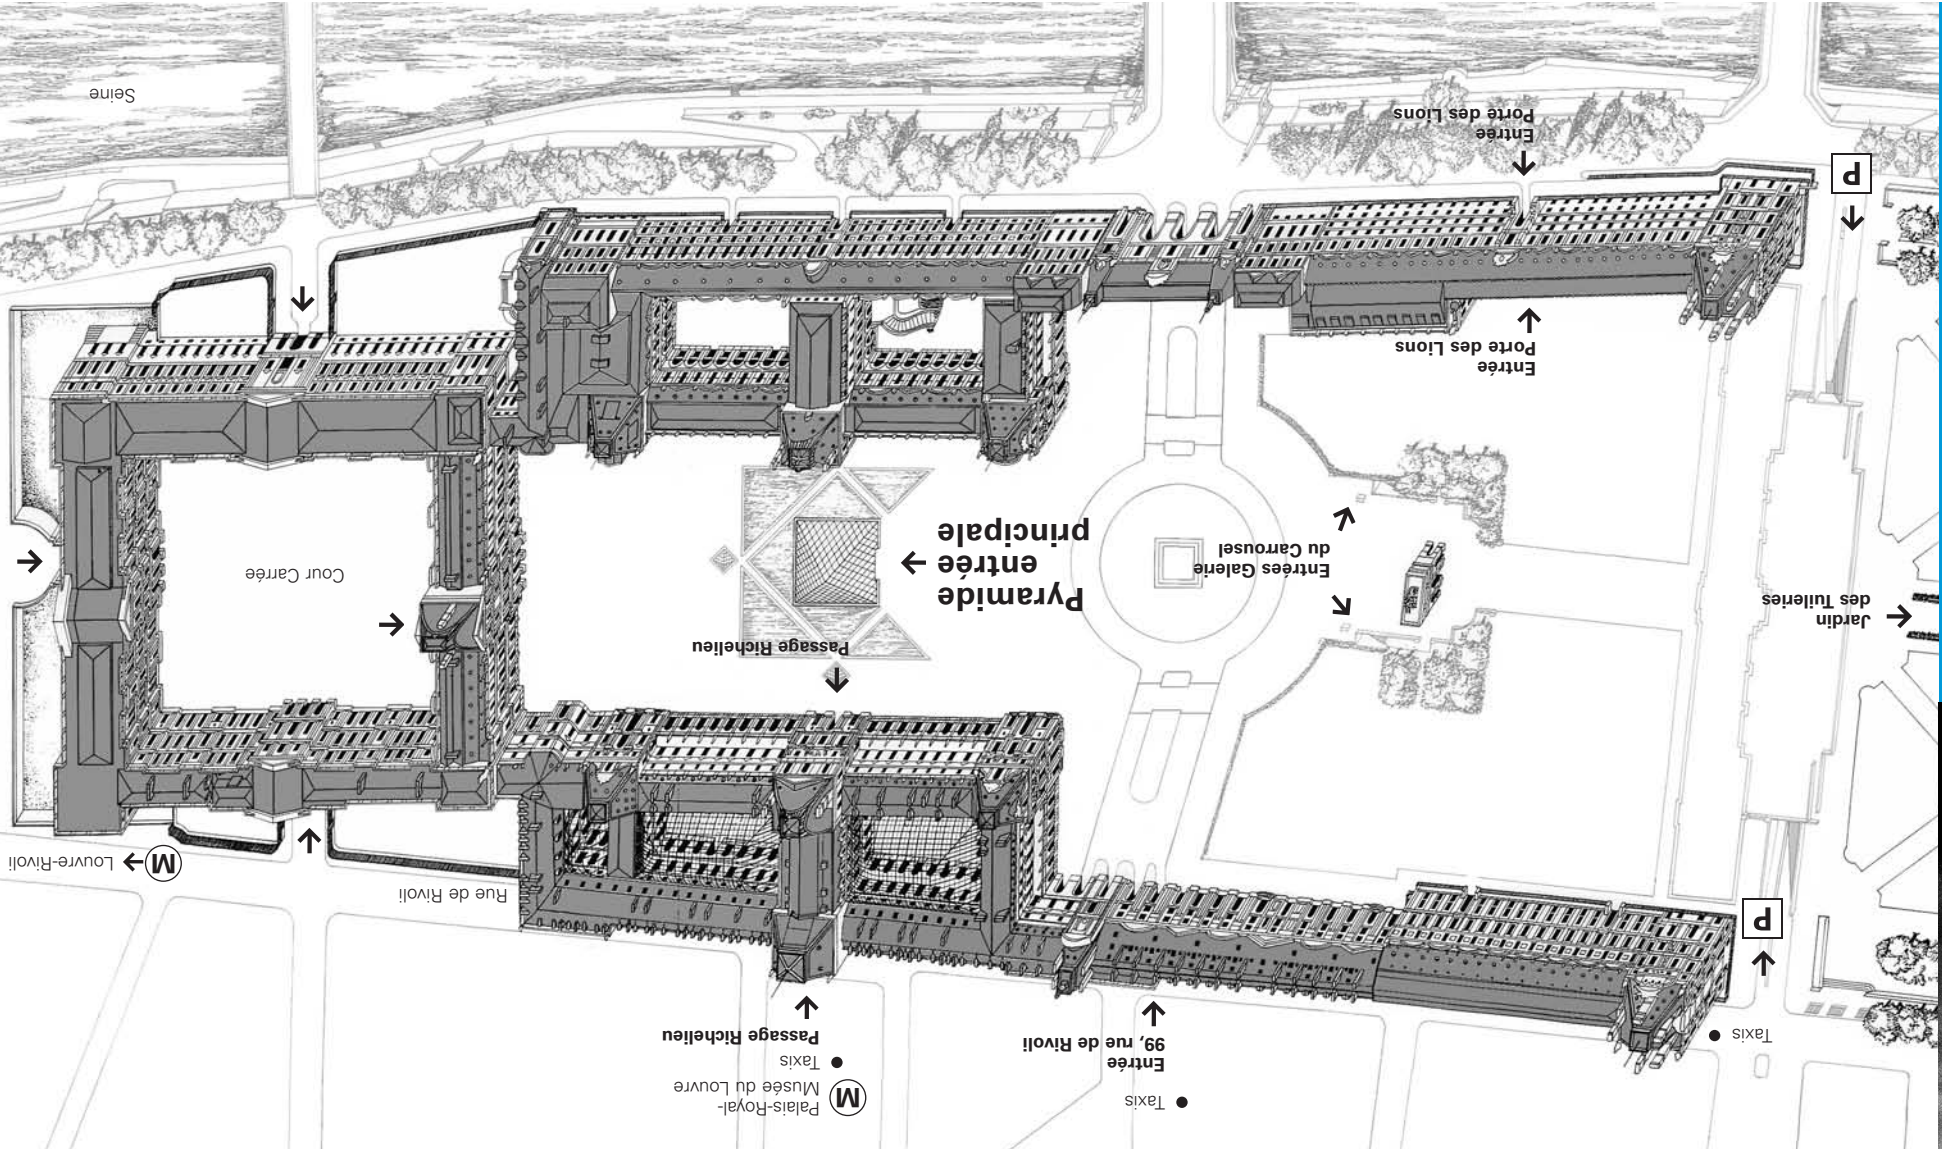 Taxis
M
Palais-Royal-
Musée du Louvre
Taxis
Passage Richelieu
Entrée
99, rue de Rivoli
Taxis
P
Rue de Rivoli
M
Louvre-Rivoli
Passage Richelieu
Jardin
des Tuileries
Pyramide
entrée
principale
Entrées Galerie
du Carrousel
Cour Carrée
Entrée
Porte des Lions
P
Entrée
Porte des Lions
Seine